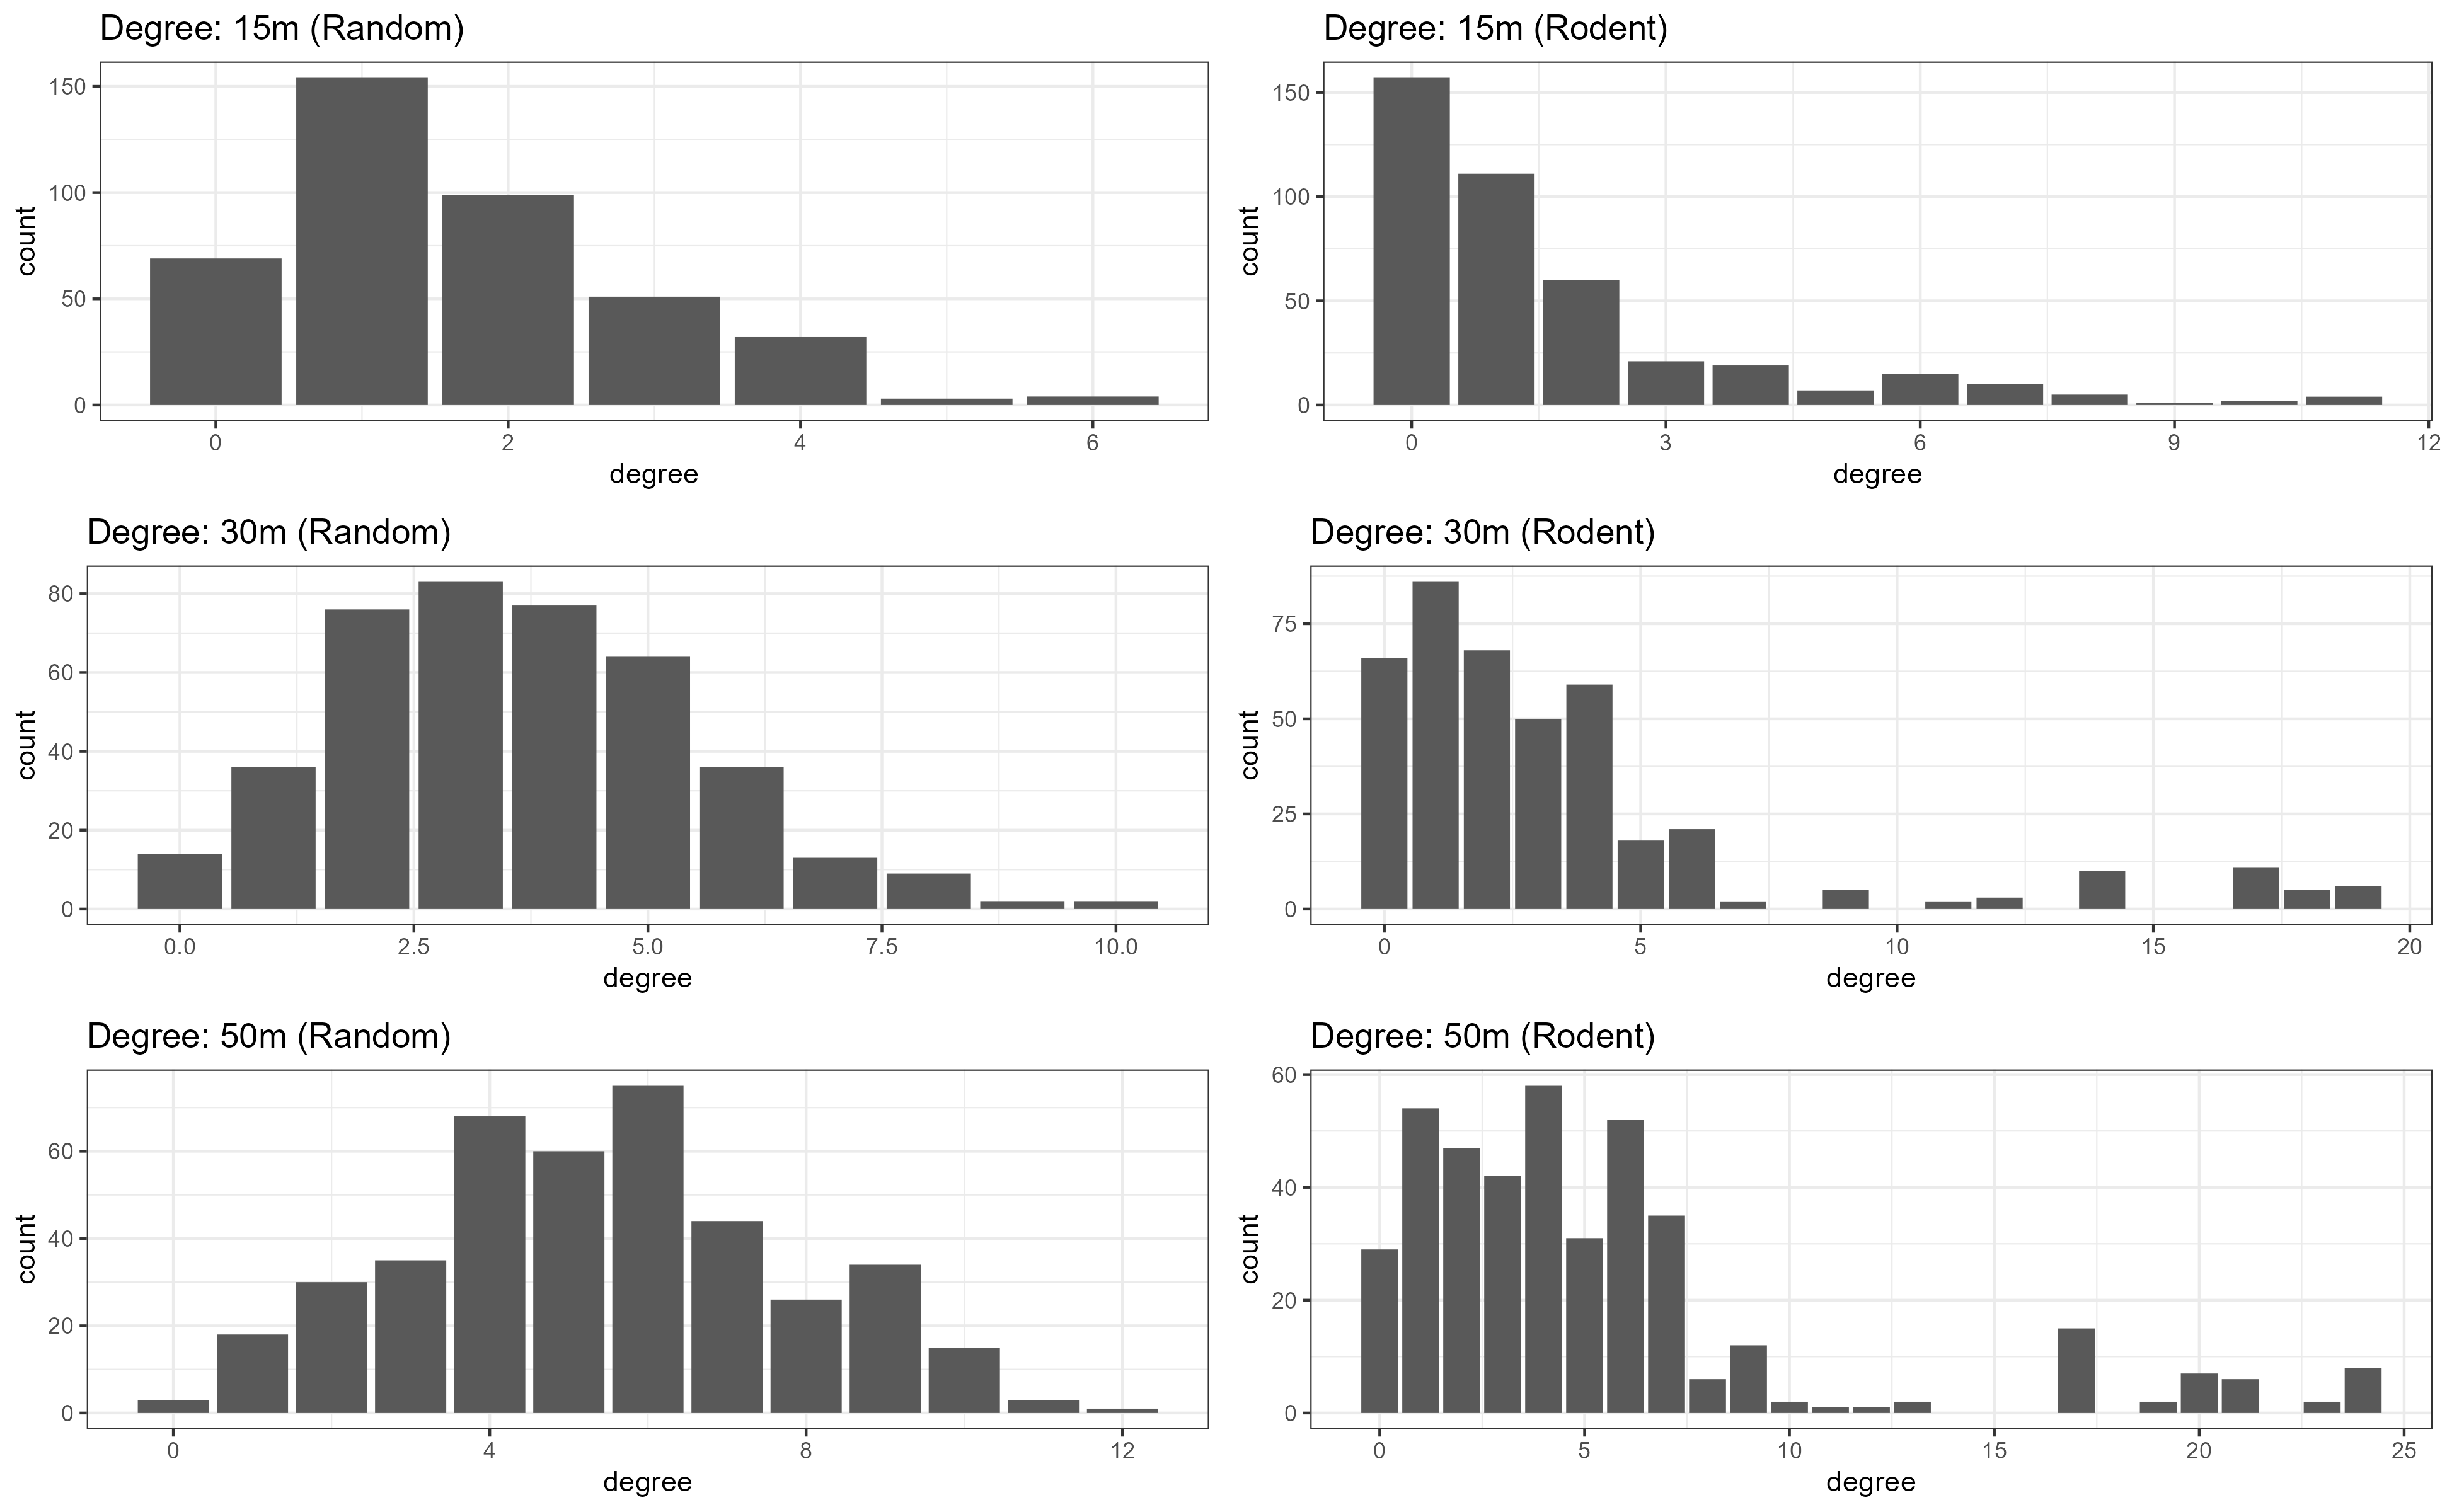 Degree: 15m (Random)
count
150
100
50
0
0 2 4 6
degree
Degree: 15m (Rodent)
count
150
100
50
0
0 3 6 9 12
degree
Degree: 30m (Random)
count
80
60
40
20
0
0.0 2.5 5.0 7.5 10.0
degree
Degree: 30m (Rodent)
count
75
50
25
0
0 5 10 15 20
degree
Degree: 50m (Random)
count
60
40
20
0
0 4 8 12
degree
Degree: 50m (Rodent)
count
60
40
20
0
0 5 10 15 20 25
degree